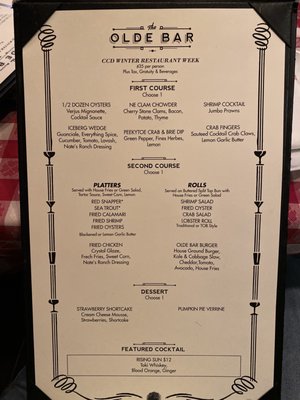 the
OLDE BAR
CCD WINTER RESTAURANT WEEK
$35 per person
Plus Tax, Gratuity & Beverages
FIRST COURSE
Choose 1
1/2 DOZEN OYSTERS
Verjus Mignonette,
Cocktail Sauce
NE CLAM CHOWDER
Cherry Stone Clams, Bacon,
Potato, Thyme
SHRIMP COCKTAIL
Jumbo Prawns
ICEBERG WEDGE
Guanciale, Everything Spice,
Cucumber, Tomato, Lavash,
Nate's Ranch Dressing
PEEKYTOE CRAB & BRIE DIP
Green Pepper, Fines Herbes,
Lemon
CRAB FINGERS
Sauteed Cocktail Crab Claws,
Lemon Garlic Butter
SECOND COURSE
Choose 1
PLATTERS
Served with House Fries or Green Salad,
Tartar Sauce, Sweet Corn, Lemon
RED SNAPPER*
SEA TROUT*
FRIED CALAMARI
FRIED SHRIMP
FRIED OYSTERS
Blackened or Lemon Garlic Butter
FRIED CHICKEN
Crystal Glaze,
French Fries, Sweet Corn,
Nate's Ranch Dressing
ROLLS
Served on Buttered Split Top Bun with
House Fries or Green Salad
SHRIMP SALAD
FRIED OYSTER
CRAB SALAD
LOBSTER ROLL
Traditional or TOB Style
OLDE BAR BURGER
House Ground Burger,
Kale & Cabbage Slaw,
Cheddar, Tomato,
Avocado, House Fries
DESSERT
Choose 1
STRAWBERRY SHORTCAKE
Cream Cheese Mousse,
Strawberries, Shortcake
PUMPKIN PIE VERRINE
FEATURED COCKTAIL
RISING SUN $12
Toki Whiskey,
Blood Orange, Ginger